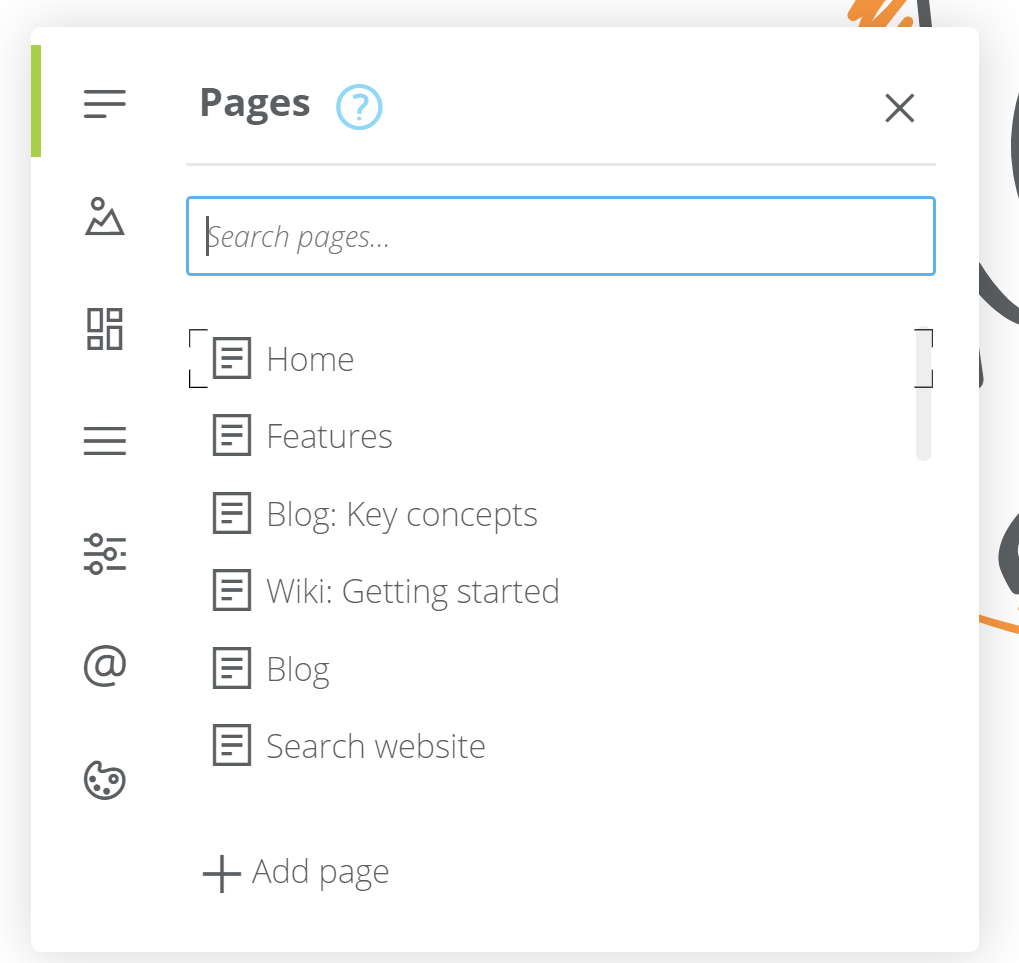 Pages ?
Search pages...
Home
Features
Blog: Key concepts
Wiki: Getting started
Blog
Search website
Add page